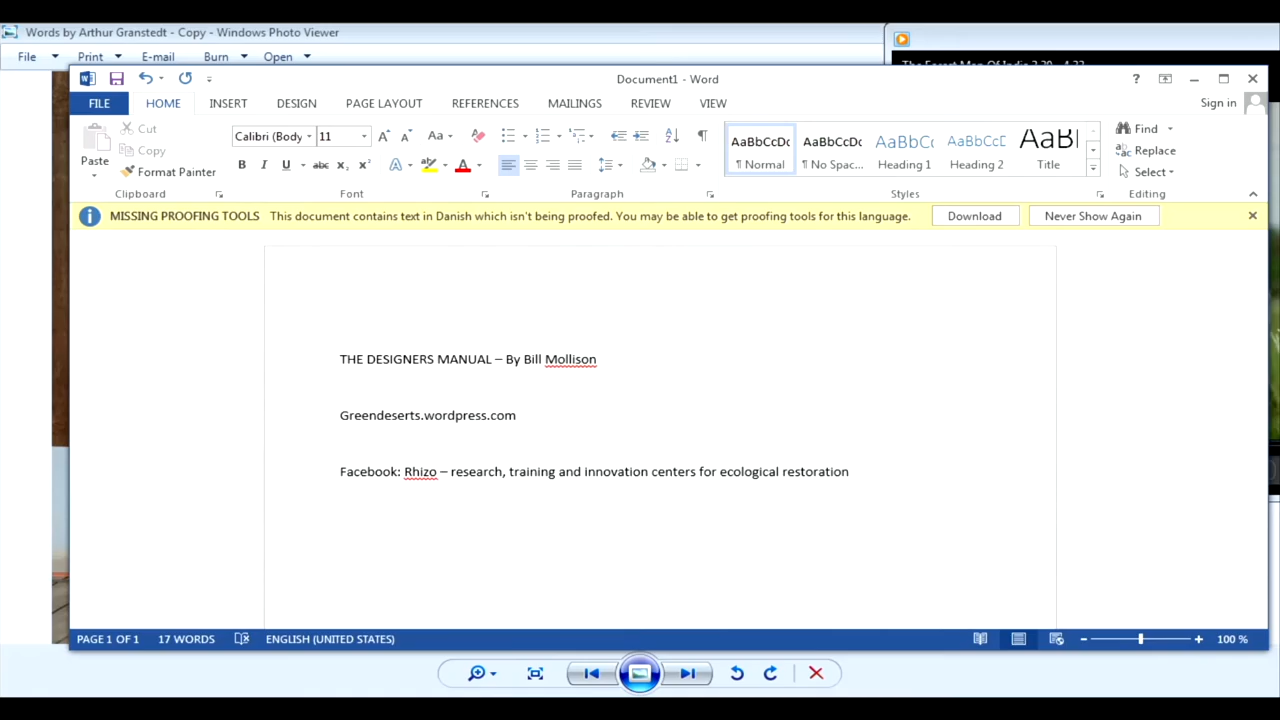 Words by Arthur Granstedt - Copy - Windows Photo Viewer
File Print E-mail Burn Open
Document1 - Word
Sign in
FILE HOME INSERT DESIGN PAGE LAYOUT REFERENCES MAILINGS REVIEW VIEW
Paste
Cut
Copy
Format Painter
Clipboard
Calibri (Body 11
Aa
B I U abc X₂ X²
A
Font
Paragraph
AaBbCcDc AaBbCcDc AaBbCc AaBbCcD AaBl
¶ Normal ¶ No Spac... Heading 1 Heading 2 Title
Styles
Find
Replace
Select
Editing
MISSING PROOFING TOOLS This document contains text in Danish which isn't being proofed. You may be able to get proofing tools for this language. Download Never Show Again
THE DESIGNERS MANUAL – By Bill Mollison
Greendeserts.wordpress.com
Facebook: Rhizo – research, training and innovation centers for ecological restoration
PAGE 1 OF 1 17 WORDS ENGLISH (UNITED STATES) 100 %